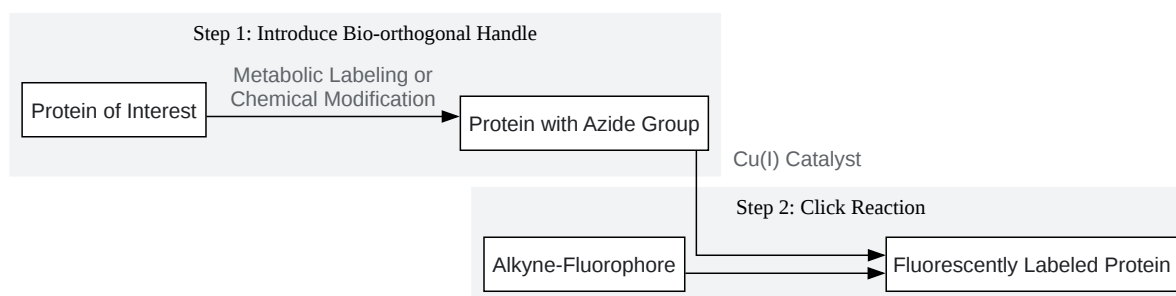 Step 1: Introduce Bio-orthogonal Handle
Metabolic Labeling or
Chemical Modification
Protein of Interest
Protein with Azide Group
Cu(I) Catalyst
Step 2: Click Reaction
Alkyne-Fluorophore
Fluorescently Labeled Protein